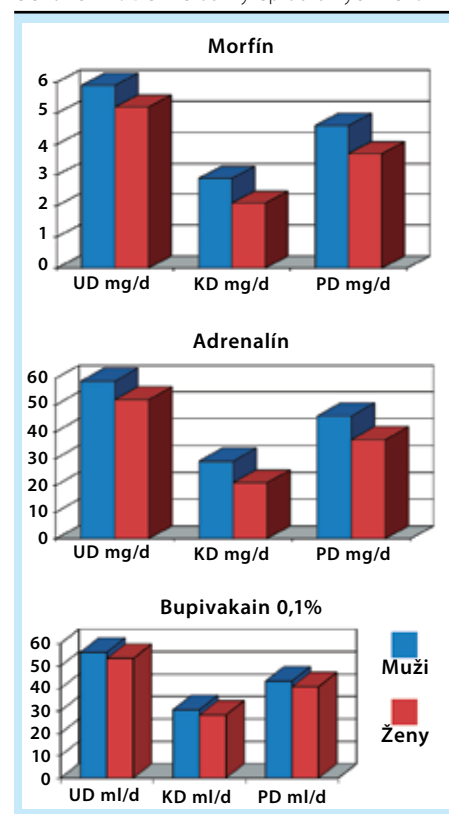 Morfín
6
5
4
3
2
1
0
UD mg/d KD mg/d PD mg/d
Adrenalín
60
50
40
30
20
10
0
UD mg/d KD mg/d PD mg/d
Bupivakain 0,1%
60
50
40
30
20
10
0
UD ml/d KD ml/d PD ml/d
Muži
Ženy